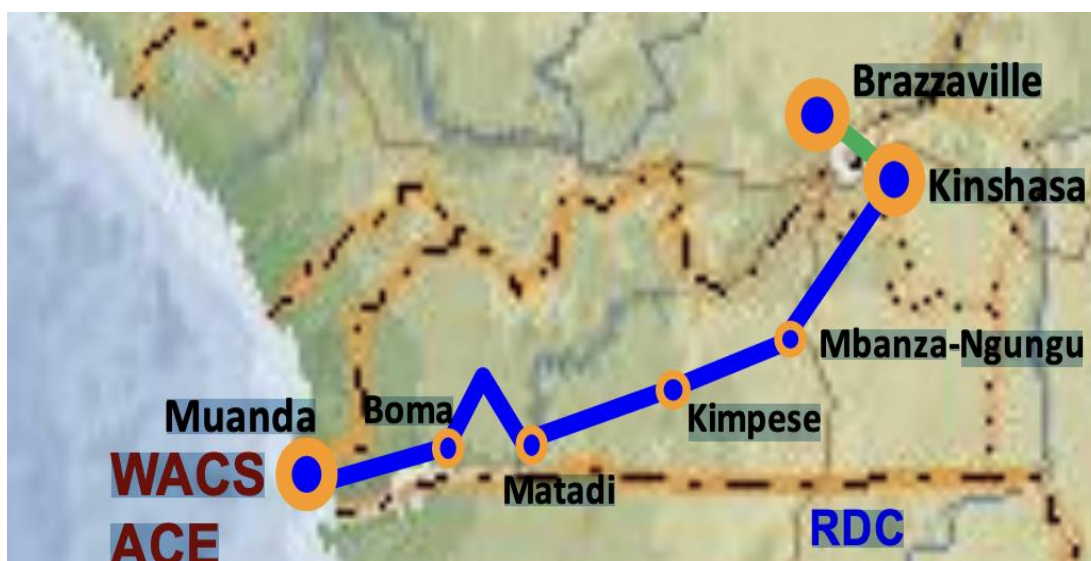 Brazzaville
Kinshasa
Mbanza-Ngungu
Kimpese
Boma
Muanda
Matadi
WACS
ACE
RDC